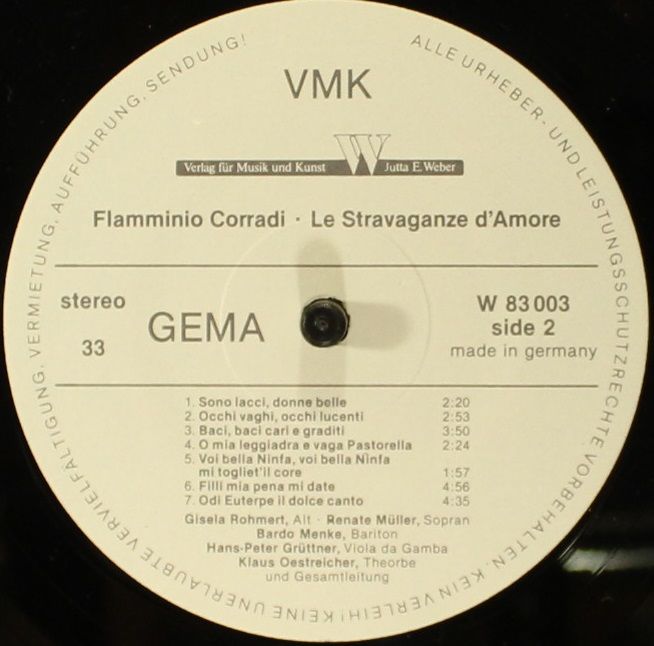 ALLE URHEBER- UND LEISTUNGSSCHUTZRECHTE VORBEHALTEN. KEIN VERLEIH! KEINE UNERLAUBTE VERVIELFÄLTIGUNG, VERMIETUNG, AUFFÜHRUNG, SENDUNG!
VMK
Verlag für Musik und Kunst W Jutta E. Weber
Flamminio Corradi · Le Stravaganze d'Amore
stereo
33
GEMA
W 83 003
side 2
made in germany
1. Sono lacci, donne belle 2:20
2. Occhi vaghi, occhi lucenti 2:53
3. Baci, baci cari e graditi 3:50
4. O mia leggiadra e vaga Pastorella 2:24
5. Voi bella Ninfa, voi bella Ninfa
mi togliet'il core 1:57
6. Filli mia pena mi date 4:56
7. Odi Euterpe il dolce canto 4:35
Gisela Rohmert, Alt · Renate Müller, Sopran
Bardo Menke, Bariton
Hans-Peter Grüttner, Viola da Gamba
Klaus Oestreicher, Theorbe
und Gesamtleitung